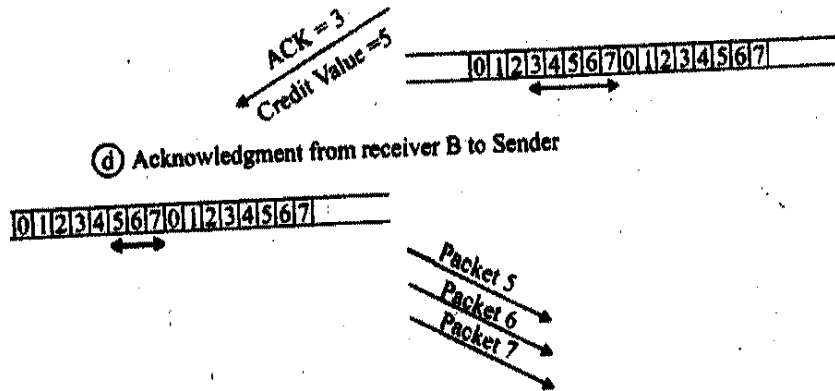 ACK = 3
Credit Value =5
0 1 2 3 4 5 6 7 0 1 2 3 4 5 6 7
d Acknowledgment from receiver B to Sender
0 1 2 3 4 5 6 7 0 1 2 3 4 5 6 7
Packet 5
Packet 6
Packet 7